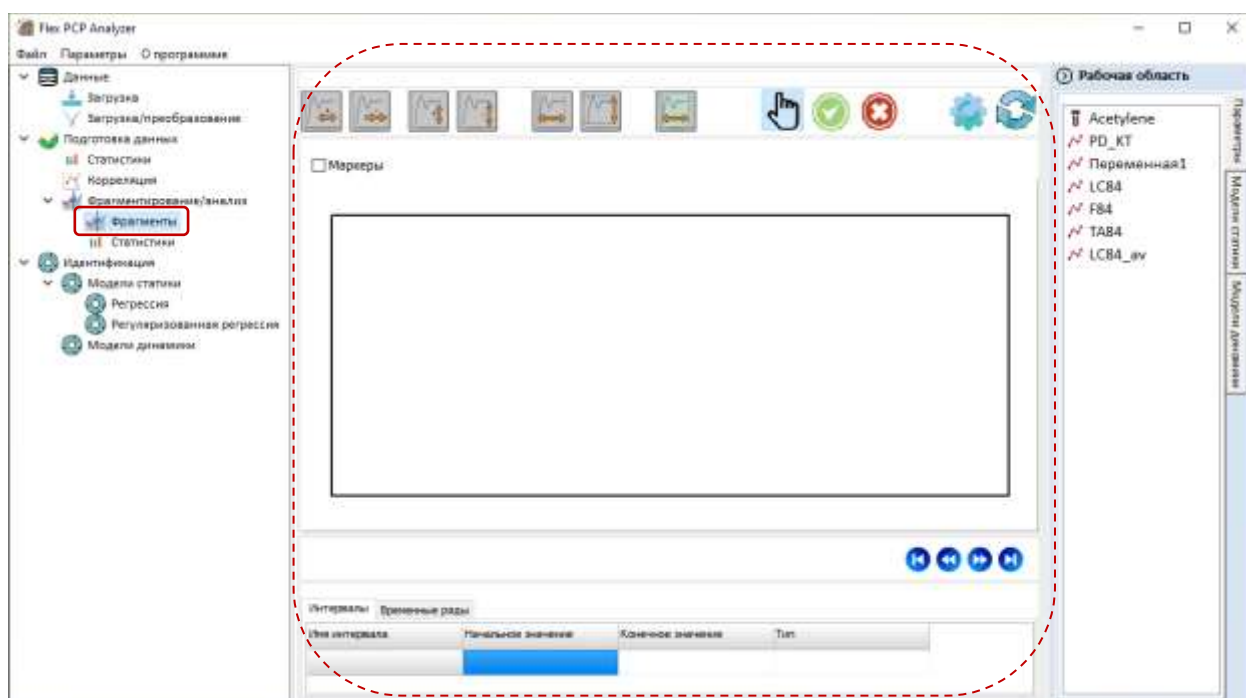 Flex PCP Analyzer
Файл Параметры О программме
Данные
Загрузка
Загрузка/преобразование
Подготовка данных
Статистики
Корреляция
Фрагментирование/анализ
Фрагменты
Статистики
Идентификация
Модели статики
Регрессия
Регуляризованная регрессия
Модели динамики
Маркеры
Интервалы Временные ряды
Имя интервала Начальное значение Конечное значение Тип
Рабочая область
Acetylene
PD_KT
Переменная1
LC84
F84
TA84
LC84_av
Параметры
Модели статики
Модели динамики